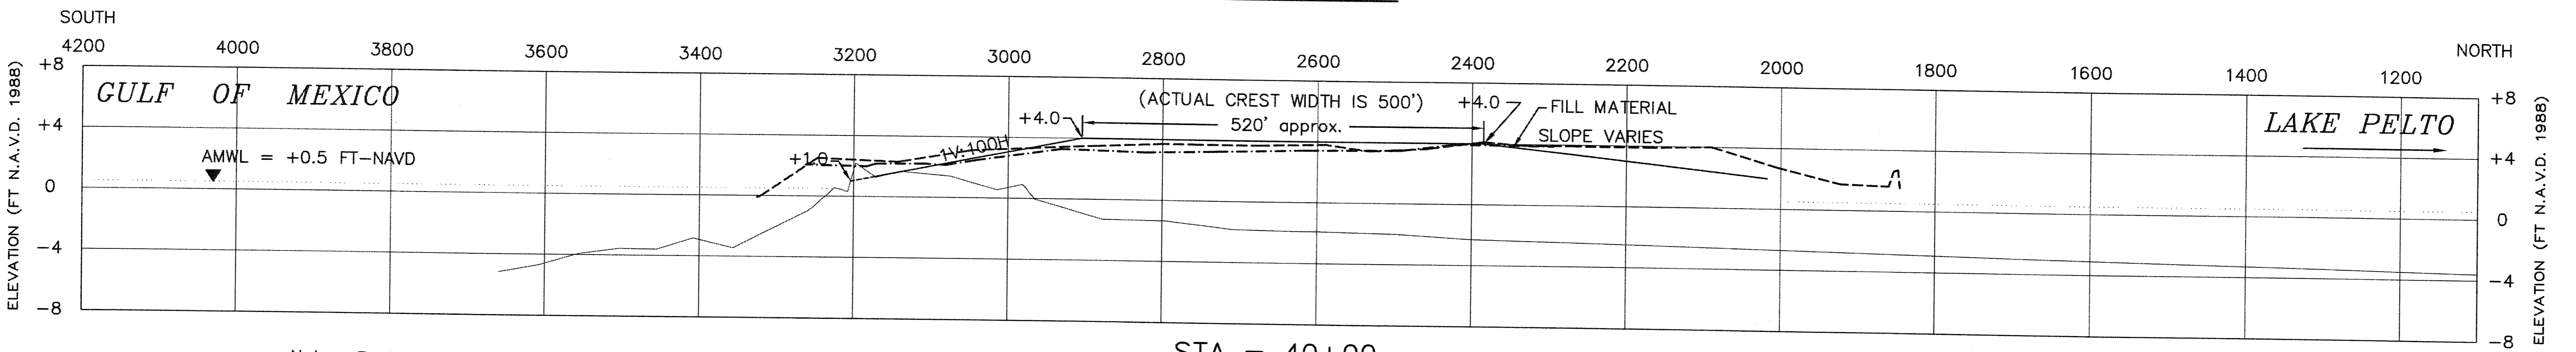 SOUTH
NORTH
4200 4000 3800 3600 3400 3200 3000 2800 2600 2400 2200 2000 1800 1600 1400 1200
ELEVATION (FT N.A.V.D. 1988)
+8
+4
0
-4
-8
GULF OF MEXICO
AMWL = +0.5 FT-NAVD
+1.0
1V:100H
+4.0
(ACTUAL CREST WIDTH IS 500')
520' approx.
+4.0
FILL MATERIAL
SLOPE VARIES
LAKE PELTO
+8
+4
0
-4
-8
ELEVATION (FT N.A.V.D. 1988)
STA = 40+00